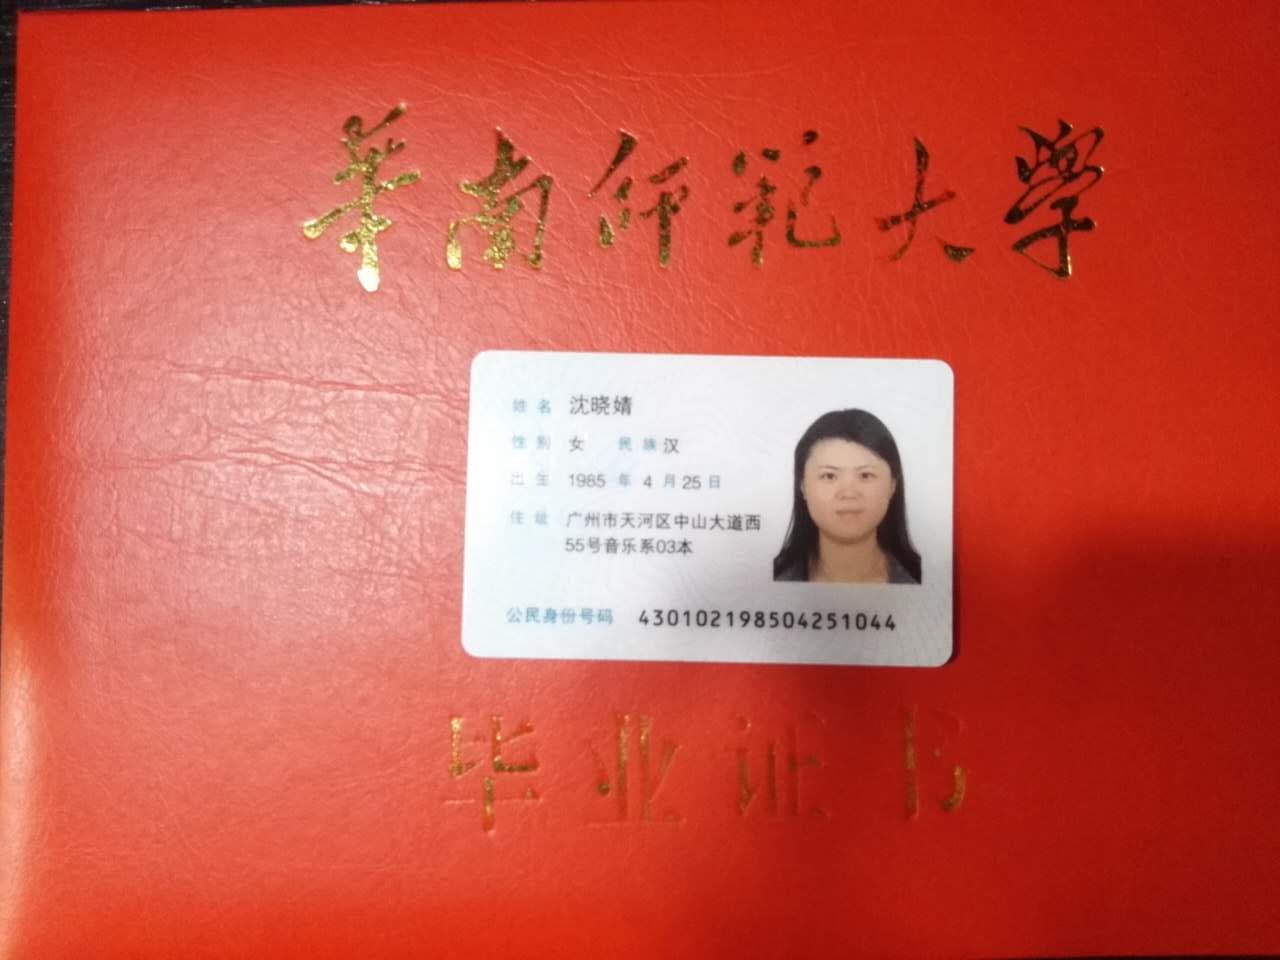 華南师範大学
姓名 沈晓婧
性别 女 民族 汉
出生 1985 年 4 月 25 日
住址 广州市天河区中山大道西
55号音乐系03本
公民身份号码 430102198504251044
毕业证书